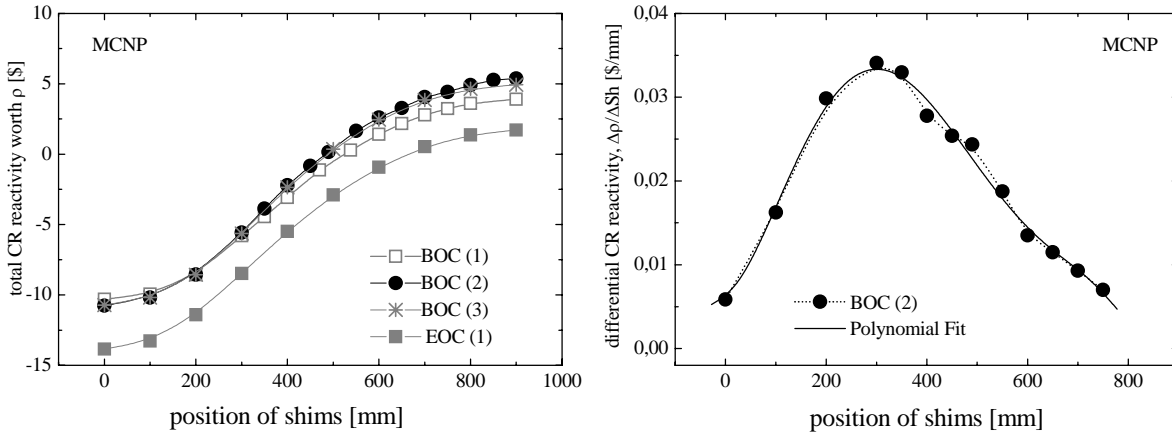 MCNP
total CR reactivity worth ρ [$]
10
5
0
-5
-10
-15
BOC (1)
BOC (2)
BOC (3)
EOC (1)
0 200 400 600 800 1000
position of shims [mm]
MCNP
differential CR reactivity, Δρ/ΔSh [$/mm]
0,04
0,03
0,02
0,01
0,00
BOC (2)
Polynomial Fit
0 200 400 600 800
position of shims [mm]